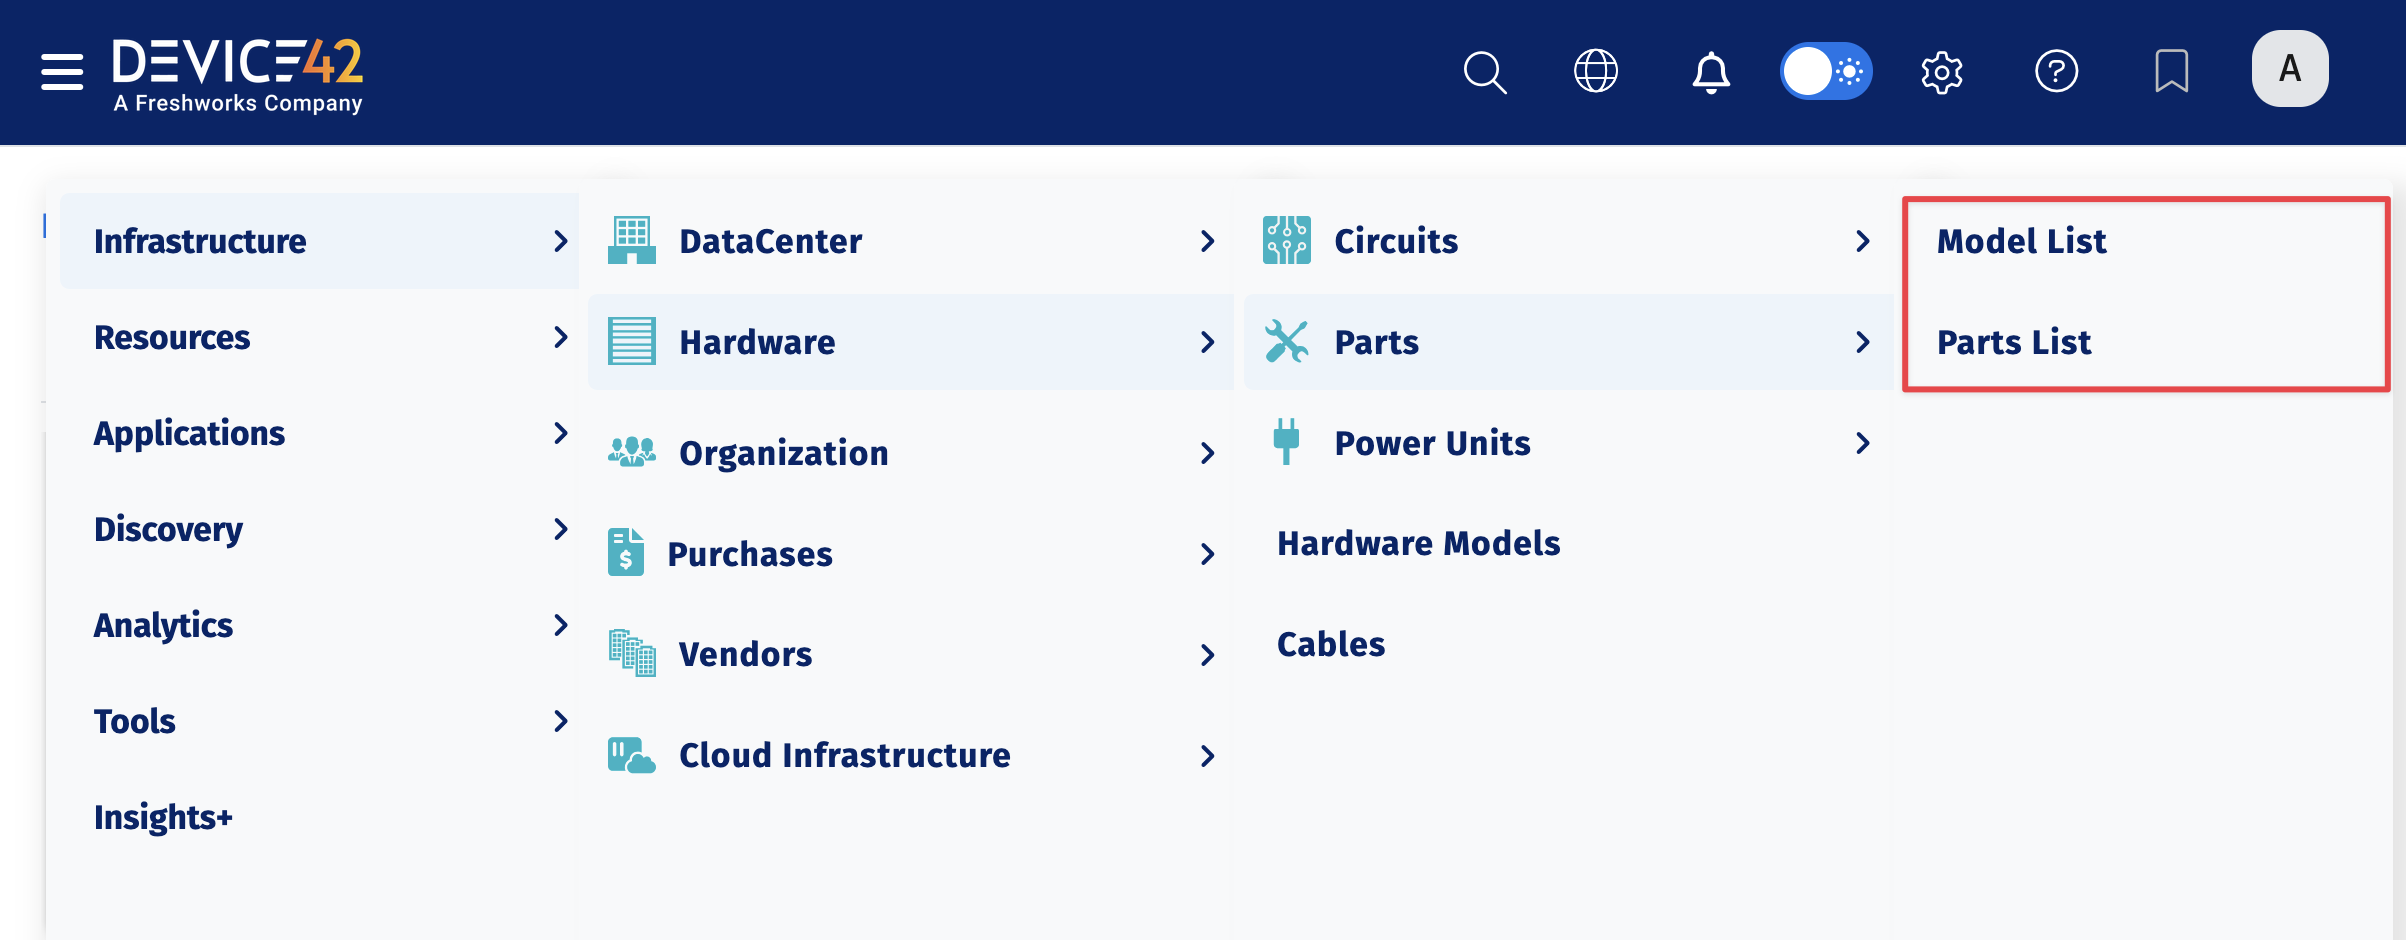 DEVICE42
A Freshworks Company
?
A
Infrastructure
Resources
Applications
Discovery
Analytics
Tools
Insights+
DataCenter
Hardware
Organization
$
Purchases
Vendors
Cloud Infrastructure
Circuits
Parts
Power Units
Hardware Models
Cables
Model List
Parts List